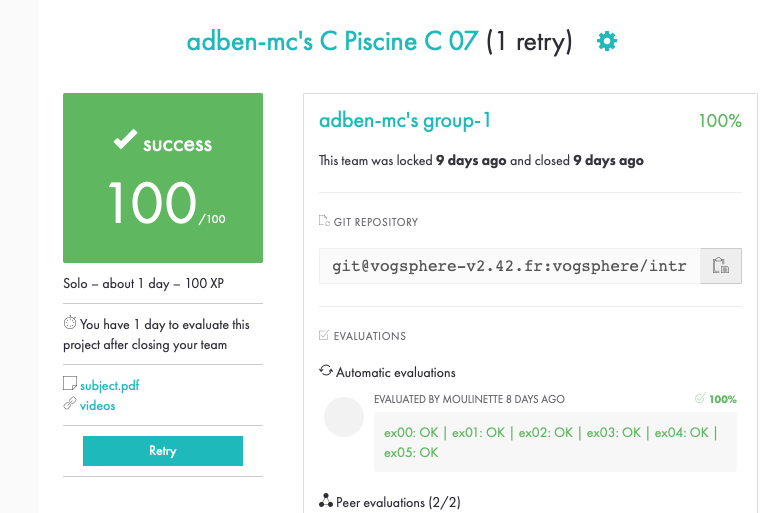 adben-mc's C Piscine C 07 (1 retry)
success
100/100
Solo – about 1 day – 100 XP
You have 1 day to evaluate this
project after closing your team
subject.pdf
videos
Retry
adben-mc's group-1
100%
This team was locked 9 days ago and closed 9 days ago
GIT REPOSITORY
git@vogsphere-v2.42.fr:vogsphere/intr
EVALUATIONS
Automatic evaluations
EVALUATED BY MOULINETTE 8 DAYS AGO
100%
ex00: OK | ex01: OK | ex02: OK | ex03: OK | ex04: OK |
ex05: OK
Peer evaluations (2/2)